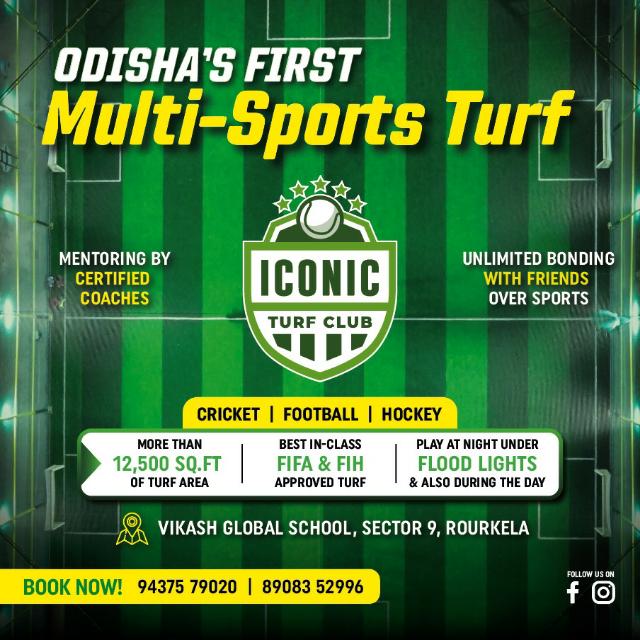 ODISHA'S FIRST
Multi-Sports Turf
MENTORING BY
CERTIFIED
COACHES
ICONIC
TURF CLUB
UNLIMITED BONDING
WITH FRIENDS
OVER SPORTS
CRICKET | FOOTBALL | HOCKEY
MORE THAN
12,500 SQ.FT
OF TURF AREA
BEST IN-CLASS
FIFA & FIH
APPROVED TURF
PLAY AT NIGHT UNDER
FLOOD LIGHTS
& ALSO DURING THE DAY
VIKASH GLOBAL SCHOOL, SECTOR 9, ROURKELA
BOOK NOW! 94375 79020 | 89083 52996
FOLLOW US ON